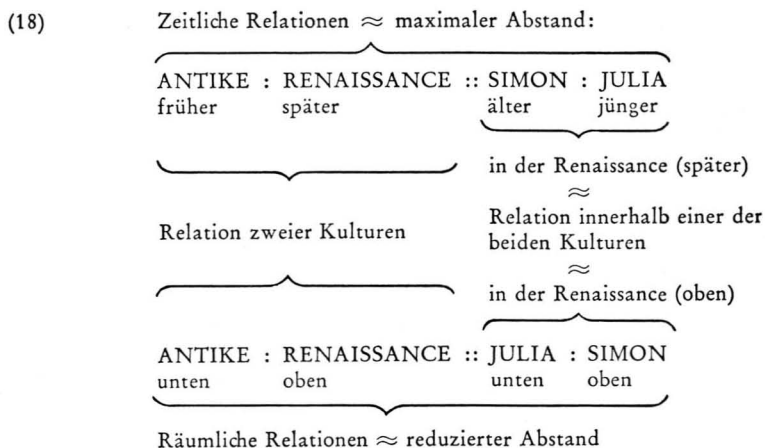 (18) Zeitliche Relationen ≈ maximaler Abstand:
ANTIKE : RENAISSANCE :: SIMON : JULIA
früher später älter jünger
in der Renaissance (später)
≈
Relation zweier Kulturen
Relation innerhalb einer der
beiden Kulturen
≈
in der Renaissance (oben)
ANTIKE : RENAISSANCE :: JULIA : SIMON
unten oben unten oben
Räumliche Relationen ≈ reduzierter Abstand